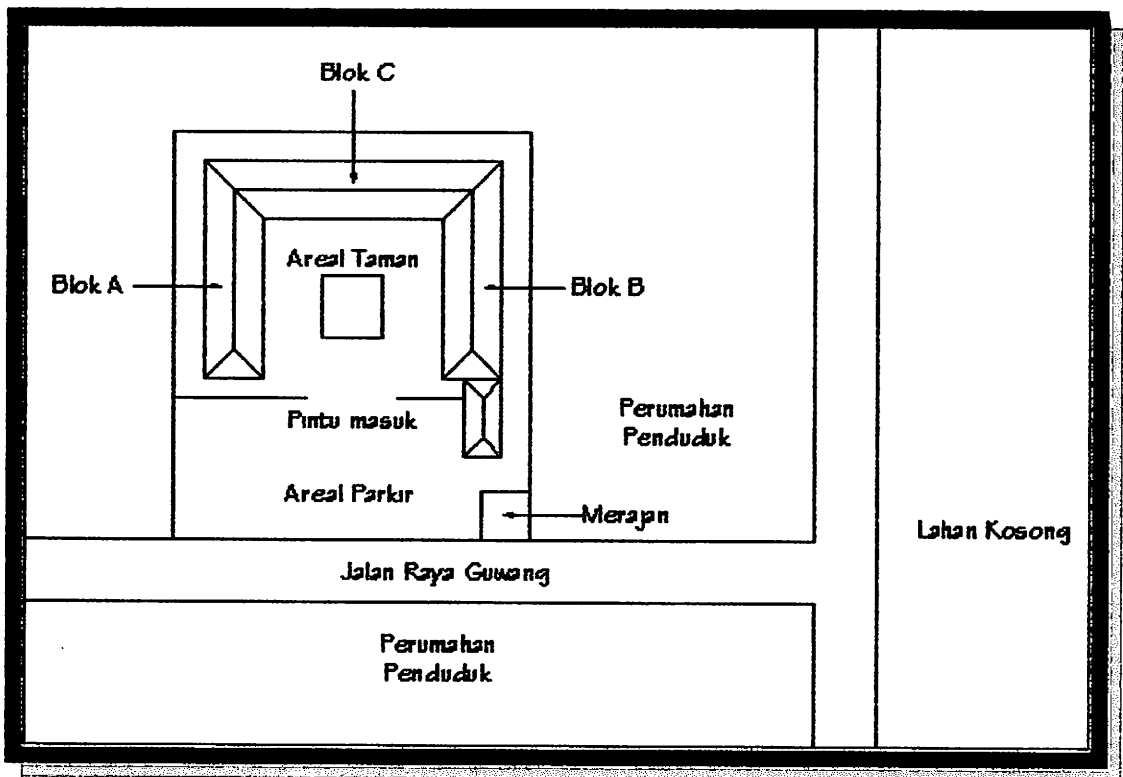 Blok C
Areal Taman
Blok A
Blok B
Pintu masuk
Perumahan
Penduduk
Areal Parkir
Merajan
Lahan Kosong
Jalan Raya Guwang
Perumahan
Penduduk